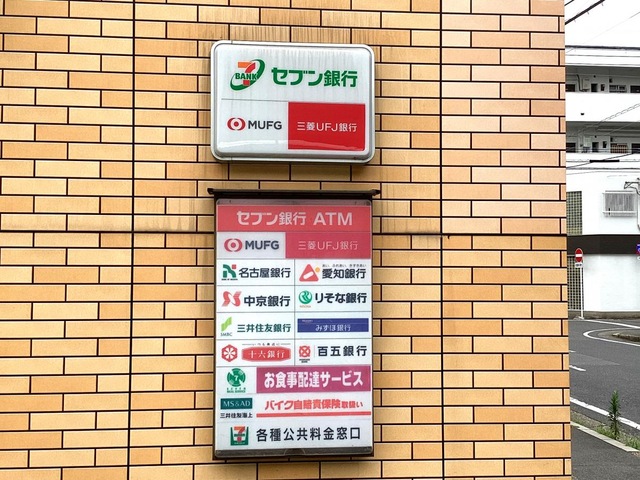 7 BANK セブン銀行
MUFG 三菱UFJ銀行
セブン銀行 ATM
MUFG 三菱UFJ銀行
名古屋銀行 愛知銀行
中京銀行 りそな銀行
SMBC 三井住友銀行 みずほ銀行
十六銀行 百五銀行
お食事配達サービス
MS&AD
三井住友海上 バイク自賠責保険取扱い
各種公共料金窓口